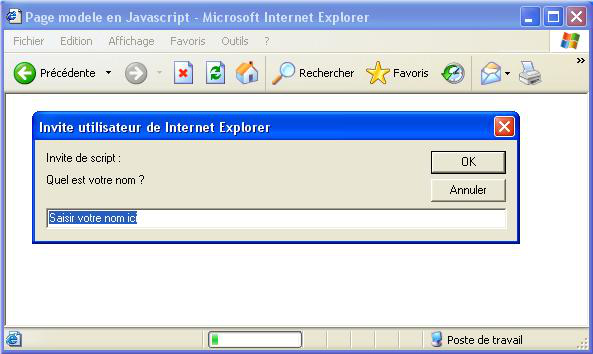 Page modele en Javascript - Microsoft Internet Explorer
Fichier Edition Affichage Favoris Outils ?
Précédente Rechercher Favoris »
Invite utilisateur de Internet Explorer
Invite de script :
OK
Quel est votre nom ?
Annuler
Saisir votre nom ici
Poste de travail